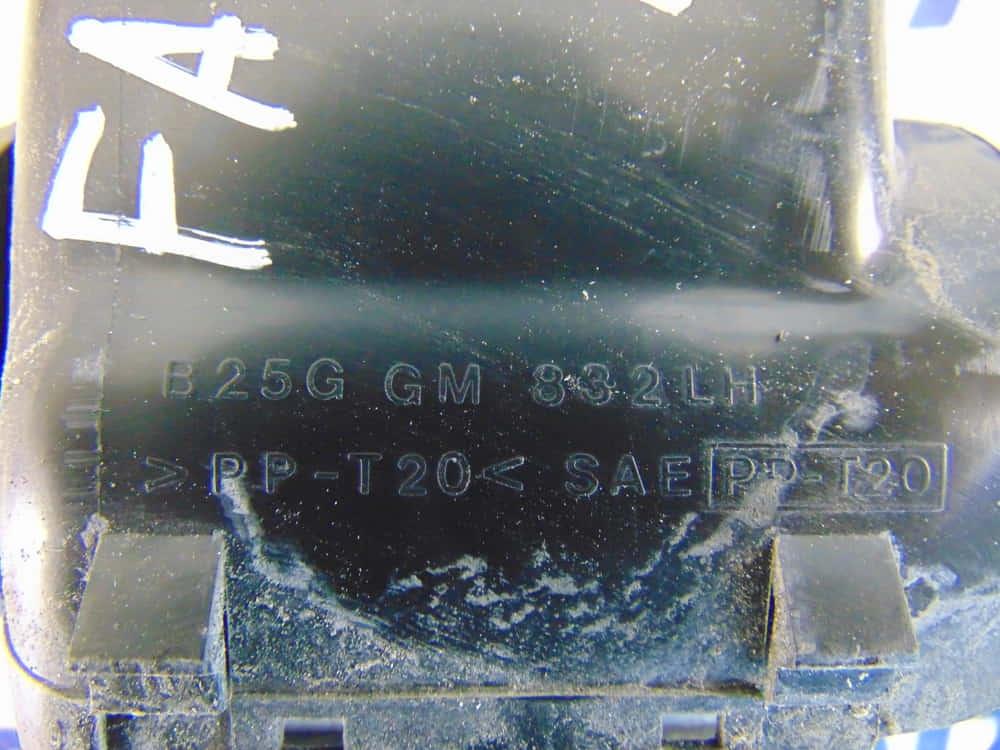 FA
B25G GM 832LH
>PP-T20< SAE PP-T20